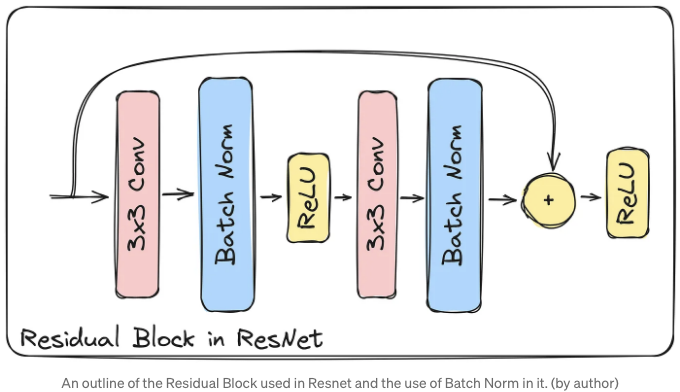 3x3 Conv
Batch Norm
ReLU
3x3 Conv
Batch Norm
+
ReLU
Residual Block in ResNet
An outline of the Residual Block used in Resnet and the use of Batch Norm in it. (by author)